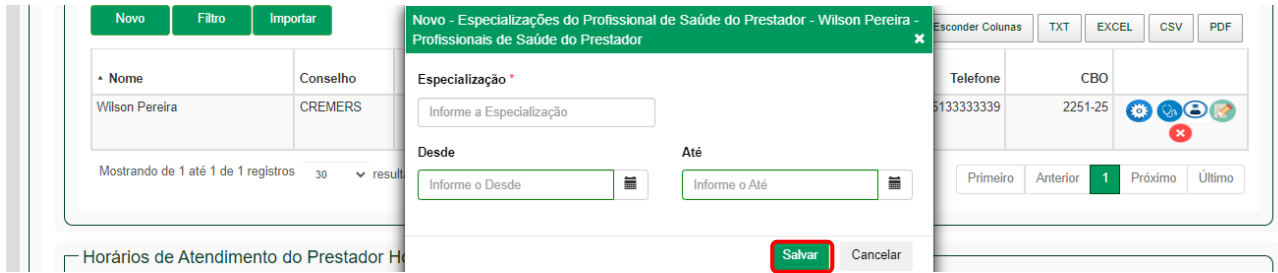 Novo Filtro Importar
Esconder Colunas TXT EXCEL CSV PDF
Novo - Especializações do Profissional de Saúde do Prestador - Wilson Pereira -
Profissionais de Saúde do Prestador
Nome Conselho Telefone CBO
Wilson Pereira CREMERS 5133333339 2251-25
Especialização *
Informe a Especialização
Desde Até
Informe o Desde Informe o Até
Mostrando de 1 até 1 de 1 registros 30 result
Primeiro Anterior 1 Próximo Último
Salvar Cancelar
Horários de Atendimento do Prestador Ho